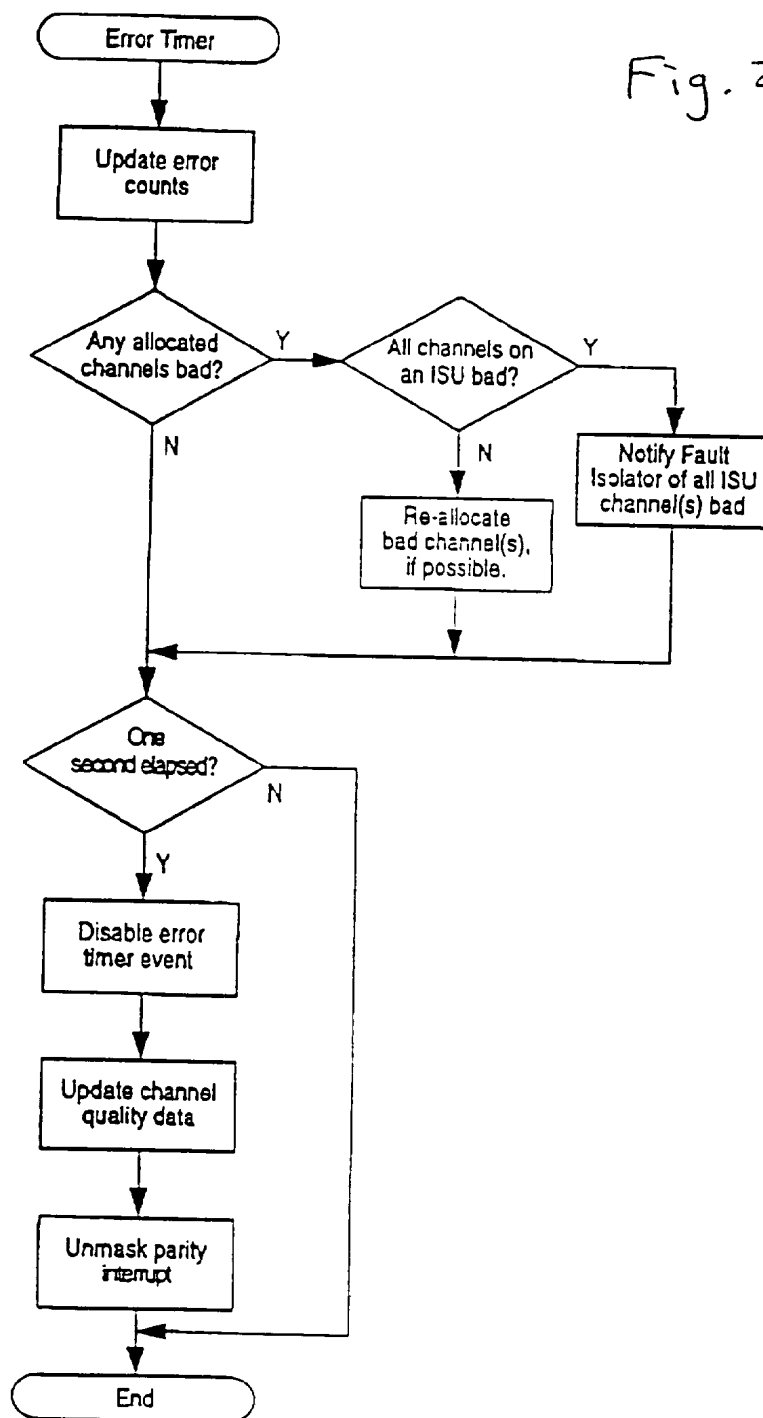 Error Timer
Fig.
Update error
counts
Any allocated
channels bad?
Y
All channels on
an ISU bad?
Y
N
N
Notify Fault
Isolator of all ISU
channel(s) bad
Re-allocate
bad channel(s),
if possible.
One
second elapsed?
N
Y
Disable error
timer event
Update channel
quality data
Unmask parity
interrupt
End